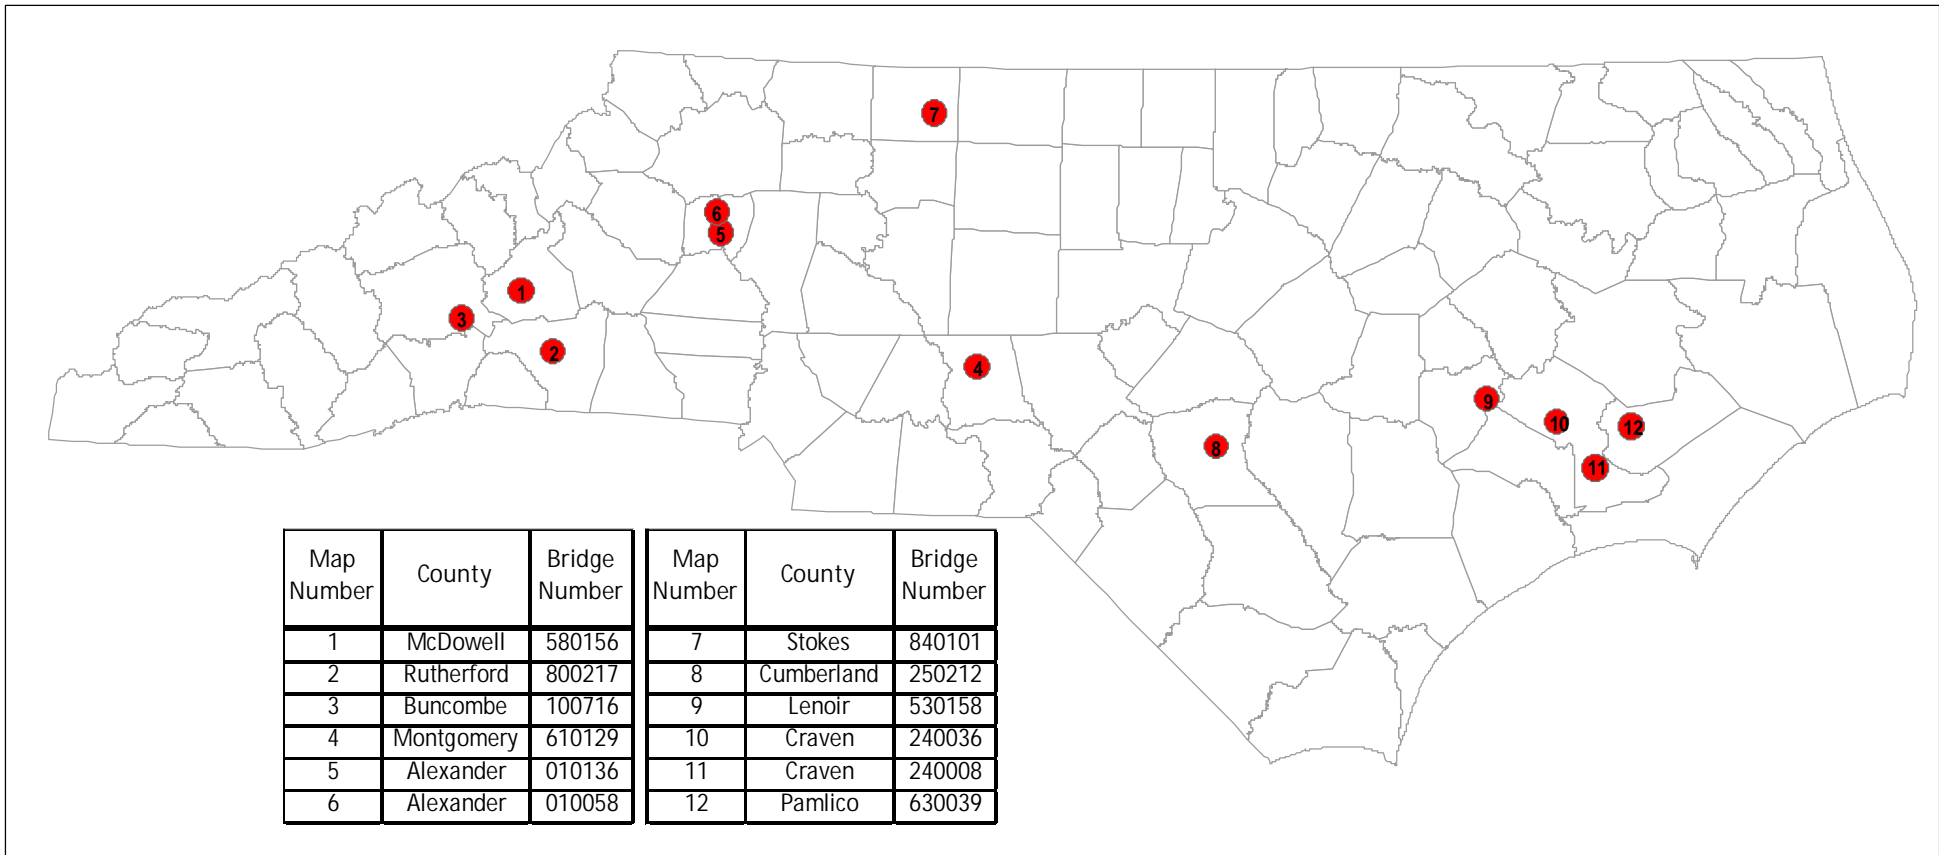 7
6
5
1
3
2
4
9
10
12
8
11
Map Number County Bridge Number Map Number County Bridge Number
1 McDowell 580156 7 Stokes 840101
2 Rutherford 800217 8 Cumberland 250212
3 Buncombe 100716 9 Lenoir 530158
4 Montgomery 610129 10 Craven 240036
5 Alexander 010136 11 Craven 240008
6 Alexander 010058 12 Pamlico 630039